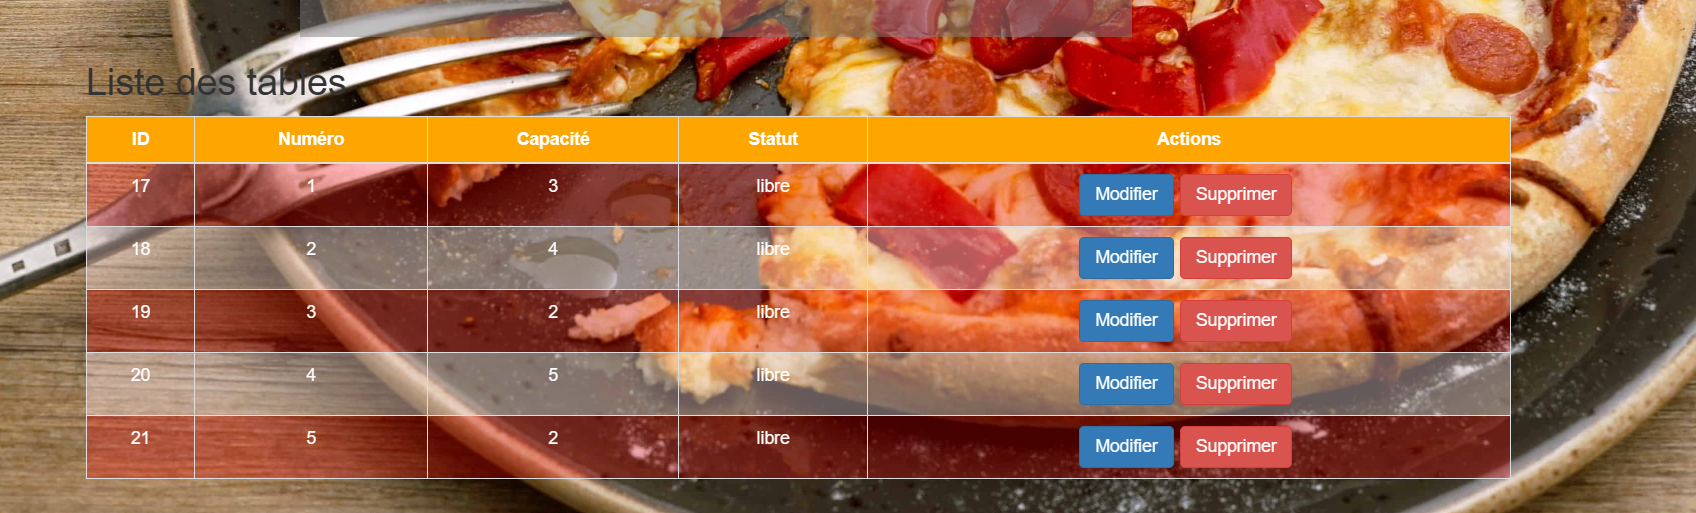 Liste des tables
ID Numéro Capacité Statut Actions
17 1 3 libre Modifier Supprimer
18 2 4 libre Modifier Supprimer
19 3 2 libre Modifier Supprimer
20 4 5 libre Modifier Supprimer
21 5 2 libre Modifier Supprimer